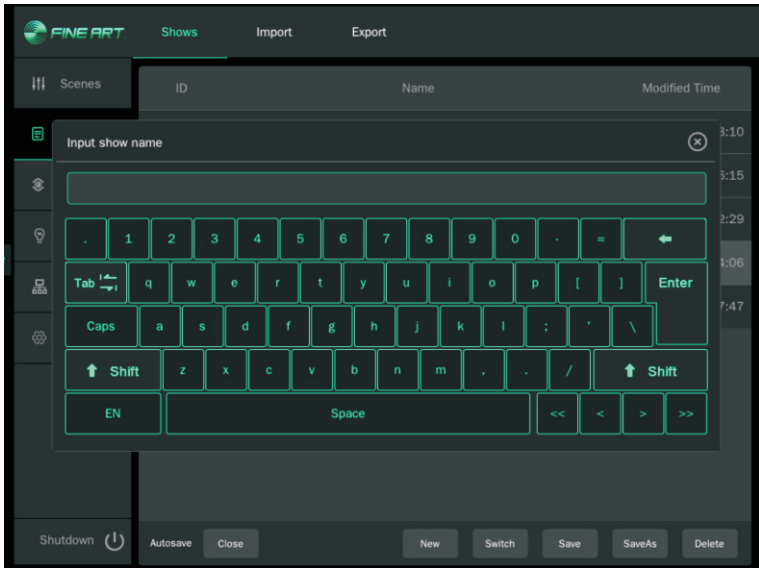 FINE ART.
Shows Import Export
Scenes
ID Name Modified Time
Input show name
3:10
5:15
2:29
4:06
7:47
. 1 2 3 4 5 6 7 8 9 0 - =
Tab q w e r t y u i o p [ ] Enter
Caps a s d f g h j k l ; ' \
Shift z x c v b n m , . / Shift
EN Space << < > >>
Shutdown Autosave Close New Switch Save SaveAs Delete